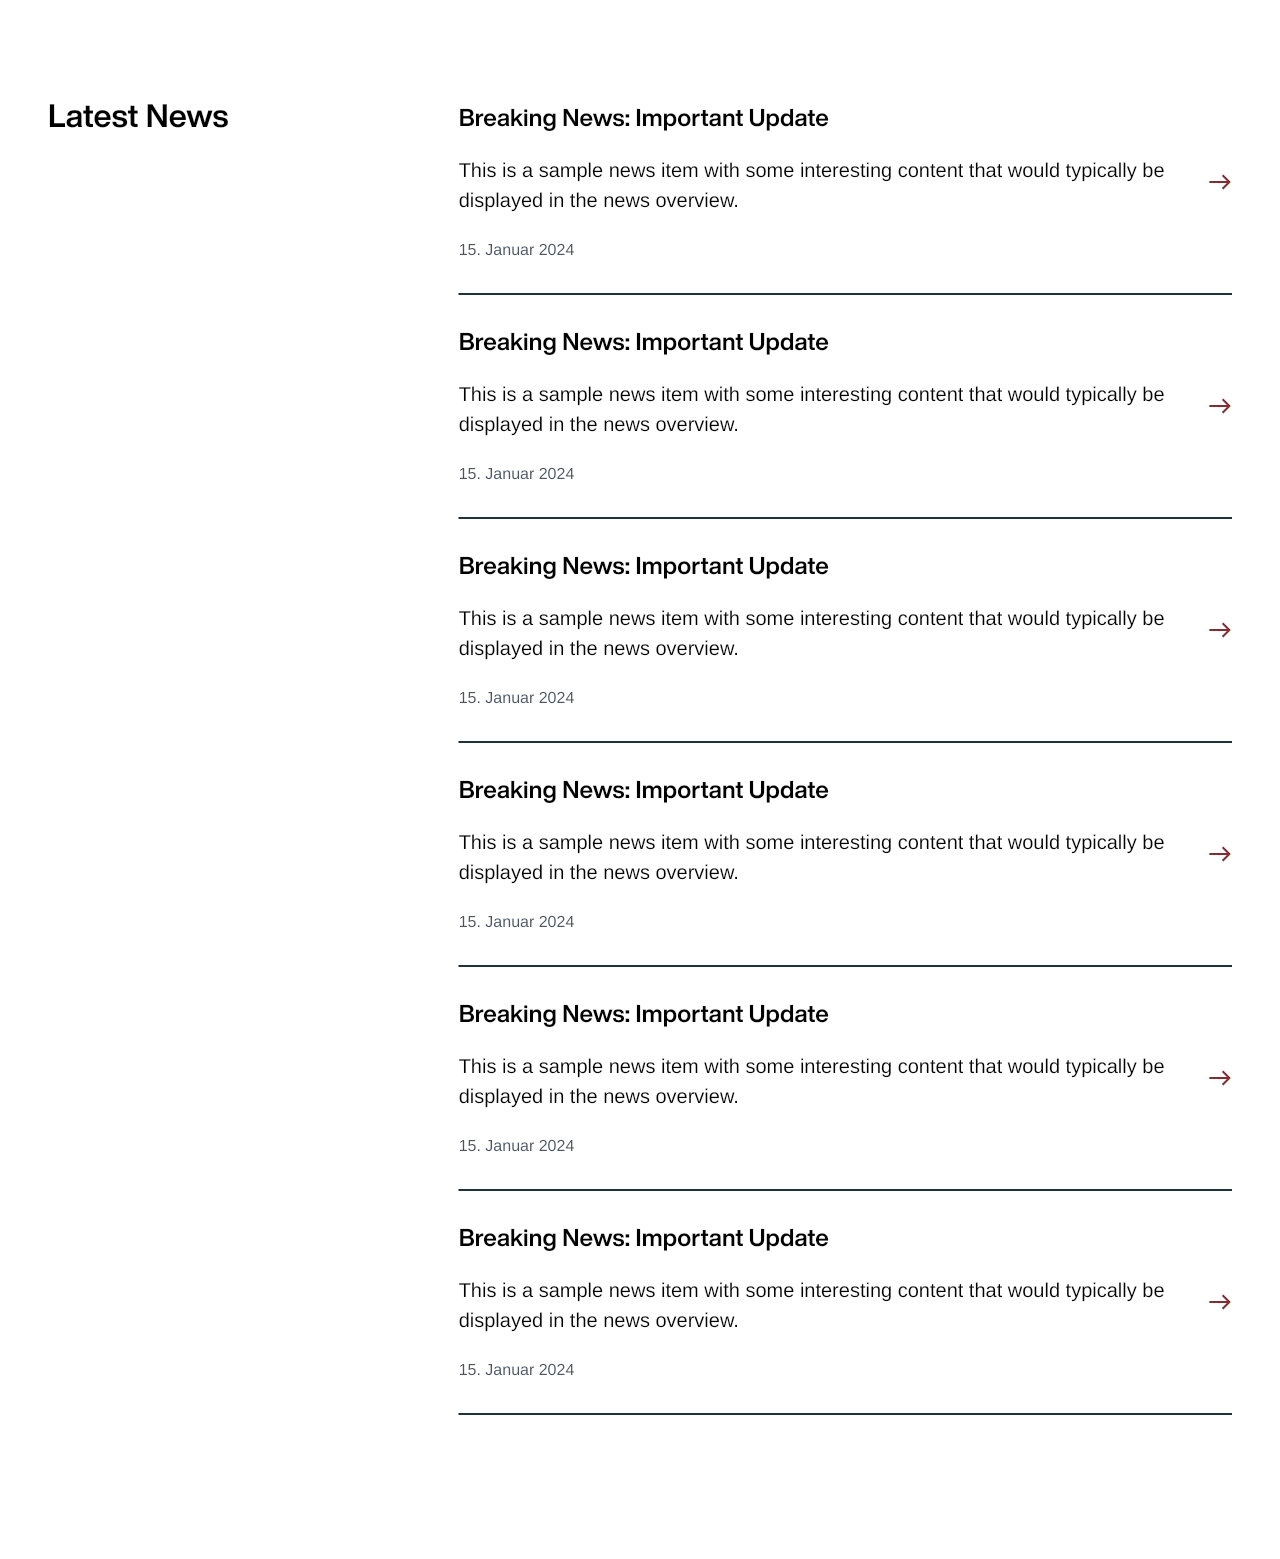 Latest News
Breaking News: Important Update
This is a sample news item with some interesting content that would typically be
displayed in the news overview.
15. Januar 2024
Breaking News: Important Update
This is a sample news item with some interesting content that would typically be
displayed in the news overview.
15. Januar 2024
Breaking News: Important Update
This is a sample news item with some interesting content that would typically be
displayed in the news overview.
15. Januar 2024
Breaking News: Important Update
This is a sample news item with some interesting content that would typically be
displayed in the news overview.
15. Januar 2024
Breaking News: Important Update
This is a sample news item with some interesting content that would typically be
displayed in the news overview.
15. Januar 2024
Breaking News: Important Update
This is a sample news item with some interesting content that would typically be
displayed in the news overview.
15. Januar 2024